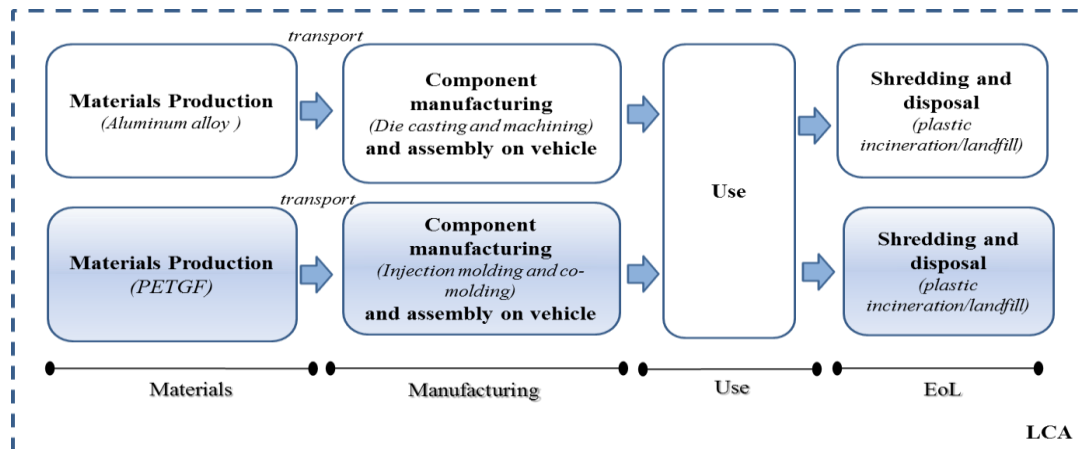 transport
Materials Production
(Aluminum alloy )
Component
manufacturing
(Die casting and machining)
and assembly on vehicle
Use
Shredding and
disposal
(plastic
incineration/landfill)
transport
Materials Production
(PETGF)
Component
manufacturing
(Injection molding and co-
molding)
and assembly on vehicle
Shredding and
disposal
(plastic
incineration/landfill)
Materials
Manufacturing
Use
EoL
LCA